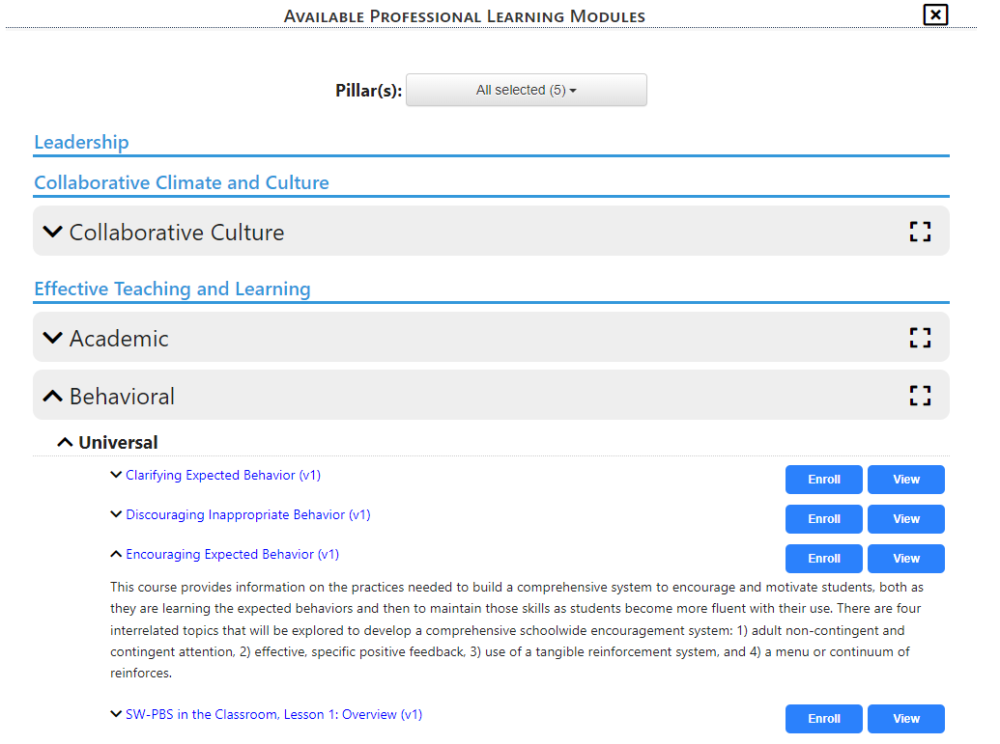 Available Professional Learning Modules
Pillar(s): All selected (5)
Leadership
Collaborative Climate and Culture
Collaborative Culture
Effective Teaching and Learning
Academic
Behavioral
Universal
Clarifying Expected Behavior (v1) Enroll View
Discouraging Inappropriate Behavior (v1) Enroll View
Encouraging Expected Behavior (v1) Enroll View
This course provides information on the practices needed to build a comprehensive system to encourage and motivate students, both as
they are learning the expected behaviors and then to maintain those skills as students become more fluent with their use. There are four
interrelated topics that will be explored to develop a comprehensive schoolwide encouragement system: 1) adult non-contingent and
contingent attention, 2) effective, specific positive feedback, 3) use of a tangible reinforcement system, and 4) a menu or continuum of
reinforces.
SW-PBS in the Classroom, Lesson 1: Overview (v1) Enroll View